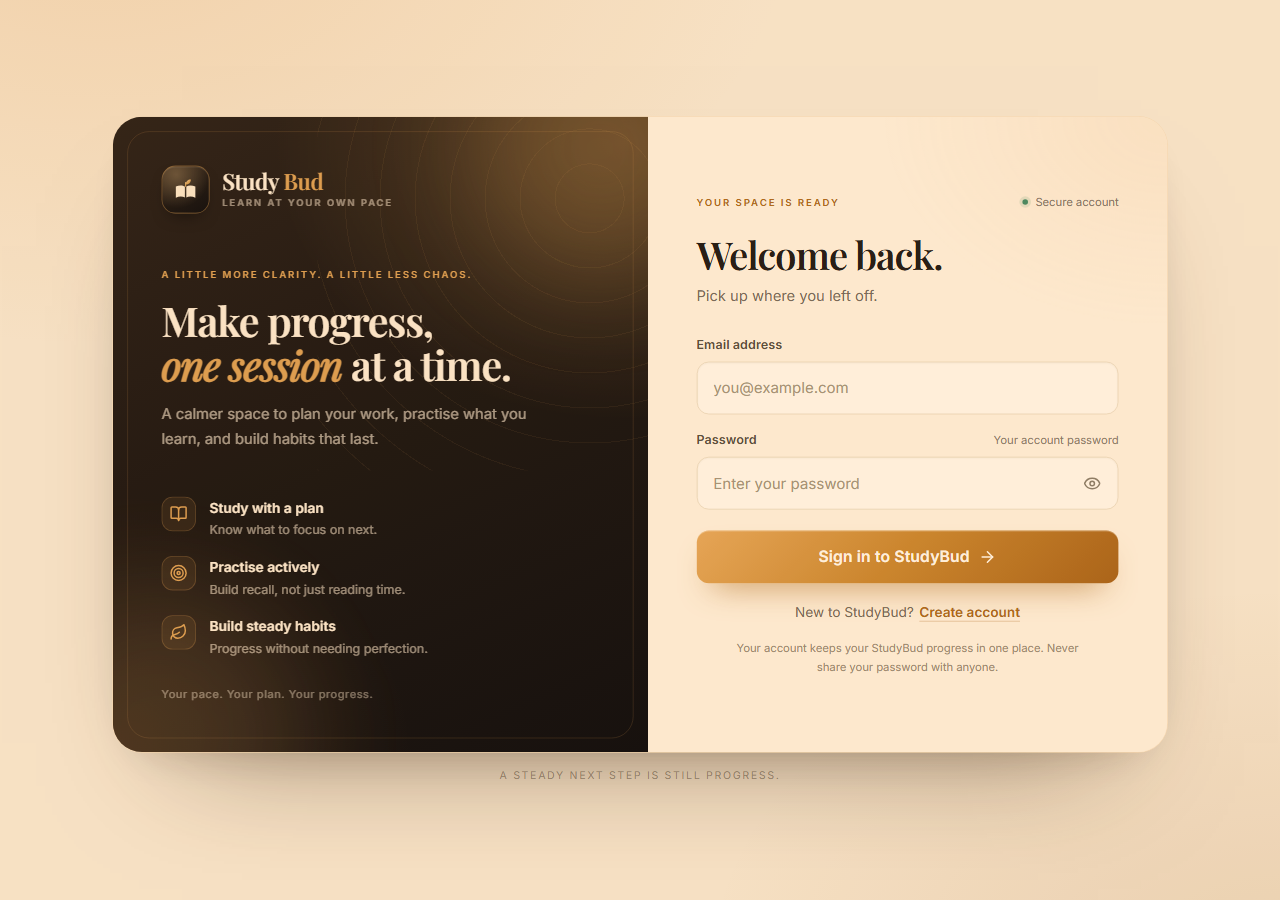 Study Bud
LEARN AT YOUR OWN PACE
A LITTLE MORE CLARITY. A LITTLE LESS CHAOS.
Make progress,
one session at a time.
A calmer space to plan your work, practise what you
learn, and build habits that last.
Study with a plan
Know what to focus on next.
Practise actively
Build recall, not just reading time.
Build steady habits
Progress without needing perfection.
Your pace. Your plan. Your progress.
YOUR SPACE IS READY
Secure account
Welcome back.
Pick up where you left off.
Email address
you@example.com
Password
Your account password
Enter your password
Sign in to StudyBud
New to StudyBud? Create account
Your account keeps your StudyBud progress in one place. Never
share your password with anyone.
A STEADY NEXT STEP IS STILL PROGRESS.